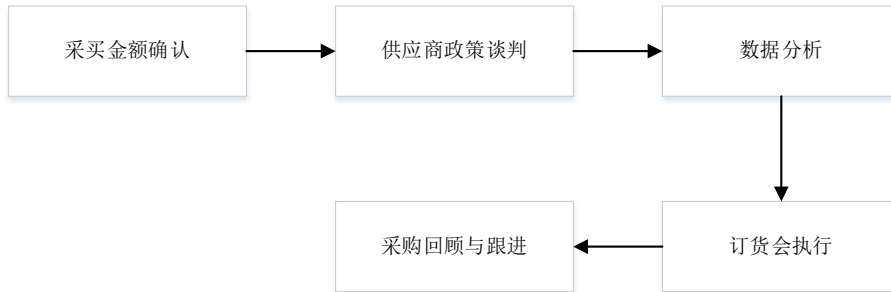 采买金额确认
供应商政策谈判
数据分析
订货会执行
采购回顾与跟进